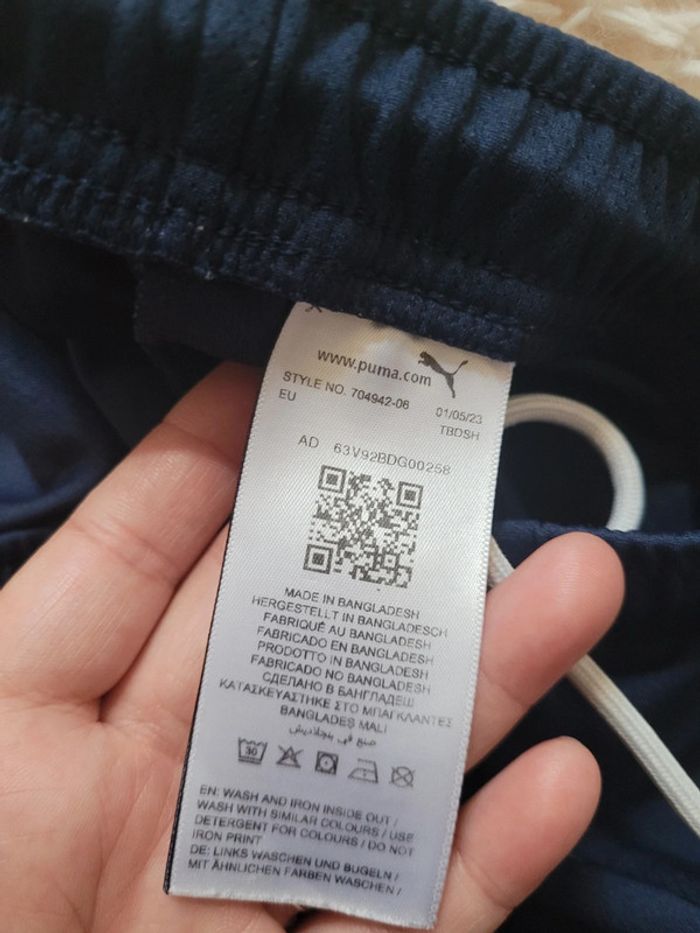 www.puma.com
STYLE NO. 704942-06 01/05/23
EU TBDSH
AD 63V92BDG00258
MADE IN BANGLADESH
HERGESTELLT IN BANGLADESCH
FABRIQUÉ AU BANGLADESH
FABRICADO EN BANGLADESH
PRODOTTO IN BANGLADESH
FABRICADO NO BANGLADESH
СДЕЛАНО В БАНГЛАДЕШ
ΚΑΤΑΣΚΕΥΑΣΤΗΚΕ ΣΤΟ ΜΠΑΓΚΛΑΝΤΕΣ
BANGLADEŞ MALI
صنع في بنجلاديش
30
EN: WASH AND IRON INSIDE OUT /
WASH WITH SIMILAR COLOURS / USE
DETERGENT FOR COLOURS / DO NOT
IRON PRINT
DE: LINKS WASCHEN UND BÜGELN /
MIT ÄHNLICHEN FARBEN WASCHEN /